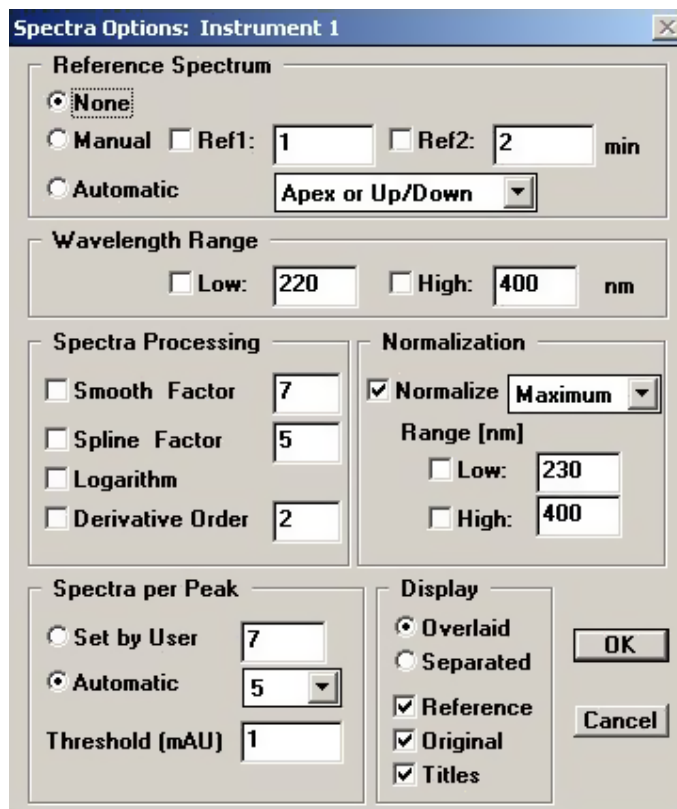 Spectra Options: Instrument 1
Reference Spectrum
None
Manual Ref1: 1 Ref2: 2 min
Automatic Apex or Up/Down
Wavelength Range
Low: 220 High: 400 nm
Spectra Processing
Smooth Factor 7
Spline Factor 5
Logarithm
Derivative Order 2
Normalization
Normalize Maximum
Range [nm]
Low: 230
High: 400
Spectra per Peak
Set by User 7
Automatic 5
Threshold (mAU) 1
Display
Overlaid
Separated
Reference
Original
Titles
OK
Cancel